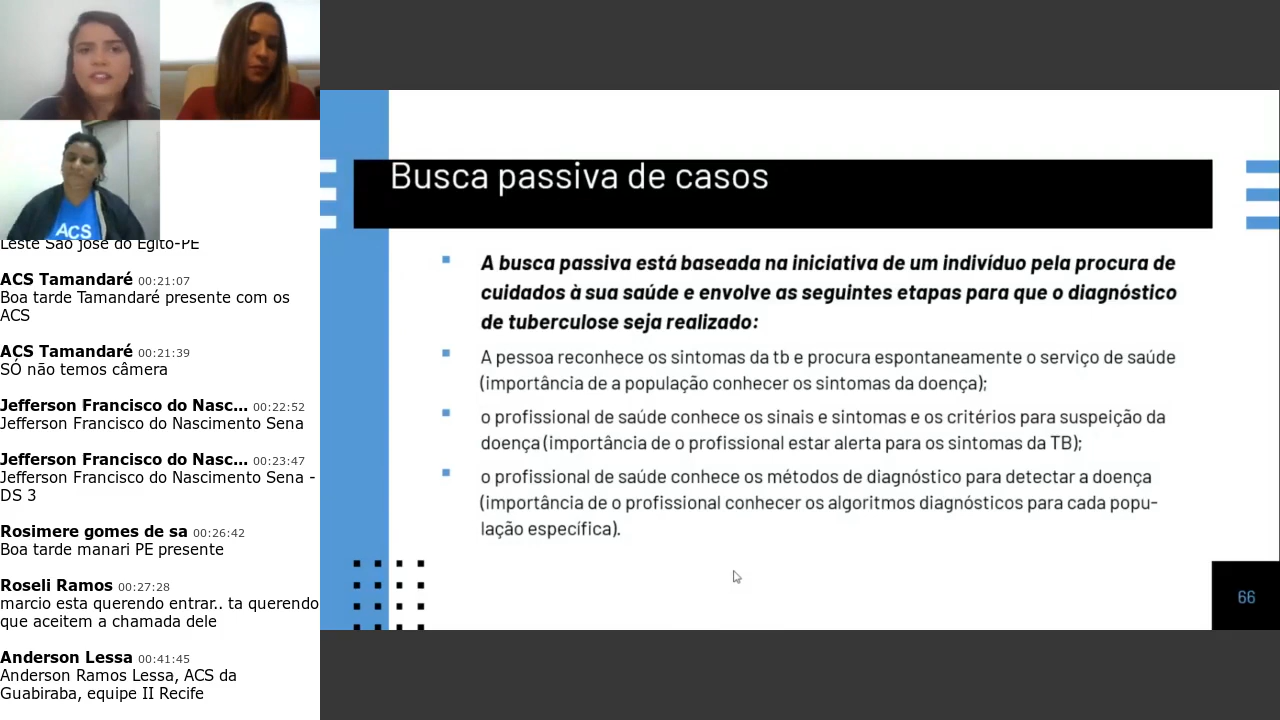 ACS
Leste São josé do Egito-PE
ACS Tamandaré 00:21:07
Boa tarde Tamandaré presente com os
ACS
ACS Tamandaré 00:21:39
SÓ não temos câmera
Jefferson Francisco do Nasc... 00:22:52
Jefferson Francisco do Nascimento Sena
Jefferson Francisco do Nasc... 00:23:47
Jefferson Francisco do Nascimento Sena -
DS 3
Rosimere gomes de sa 00:26:42
Boa tarde manari PE presente
Roseli Ramos 00:27:28
marcio esta querendo entrar.. ta querendo
que aceitem a chamada dele
Anderson Lessa 00:41:45
Anderson Ramos Lessa, ACS da
Guabiraba, equipe II Recife
Busca passiva de casos
A busca passiva está baseada na iniciativa de um indivíduo pela procura de
cuidados à sua saúde e envolve as seguintes etapas para que o diagnóstico
de tuberculose seja realizado:
A pessoa reconhece os sintomas da tb e procura espontaneamente o serviço de saúde
(importância de a população conhecer os sintomas da doença);
o profissional de saúde conhece os sinais e sintomas e os critérios para suspeição da
doença (importância de o profissional estar alerta para os sintomas da TB);
o profissional de saúde conhece os métodos de diagnóstico para detectar a doença
(importância de o profissional conhecer os algoritmos diagnósticos para cada popu-
lação específica).
66